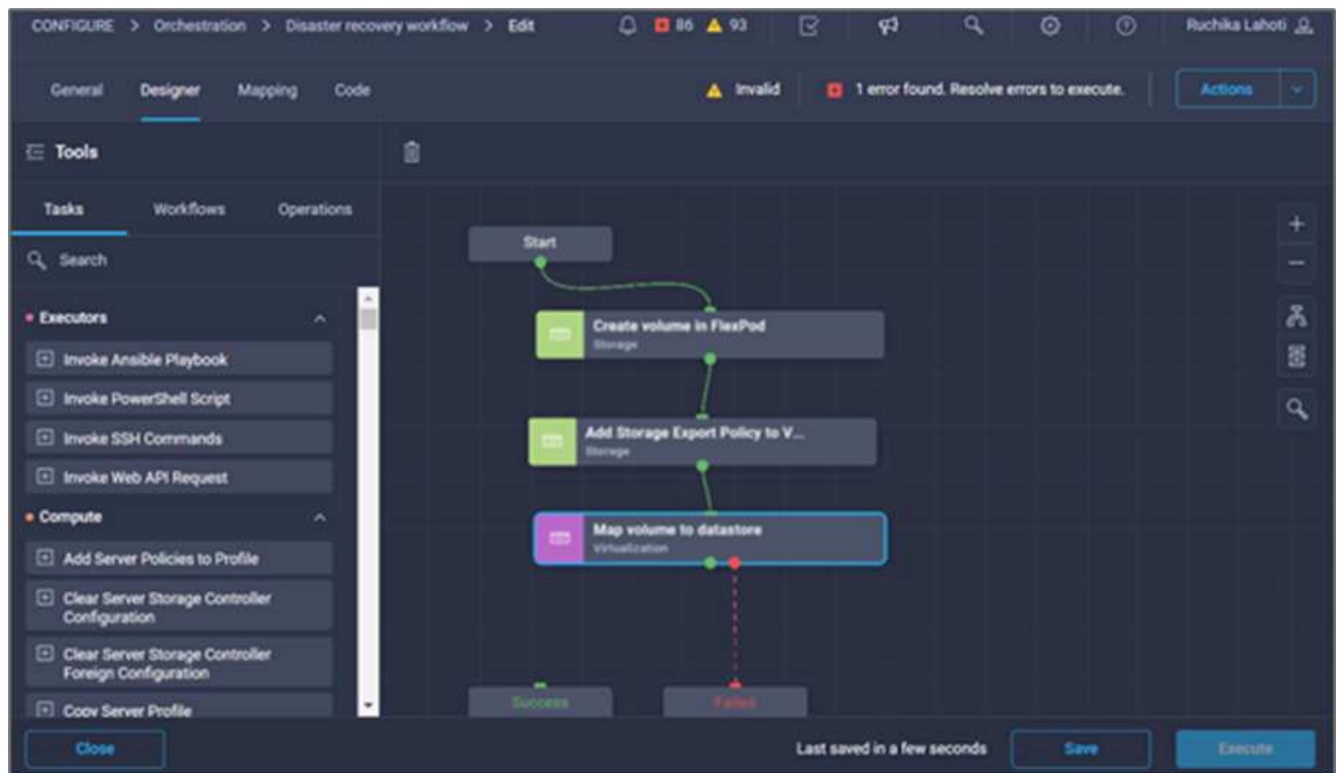 CONFIGURE > Orchestration > Disaster recovery workflow > Edit 86 93 Ruchika Lahoti
General Designer Mapping Code Invalid 1 error found. Resolve errors to execute. Actions
Tools
Tasks Workflows Operations
Search
Executors
Invoke Ansible Playbook
Invoke PowerShell Script
Invoke SSH Commands
Invoke Web API Request
Compute
Add Server Policies to Profile
Clear Server Storage Controller
Configuration
Clear Server Storage Controller
Foreign Configuration
Copy Server Profile
Start
Create volume in FlexPod
Storage
Add Storage Export Policy to V...
Storage
Map volume to datastore
Virtualization
Success Failed
Close Last saved in a few seconds Save Execute